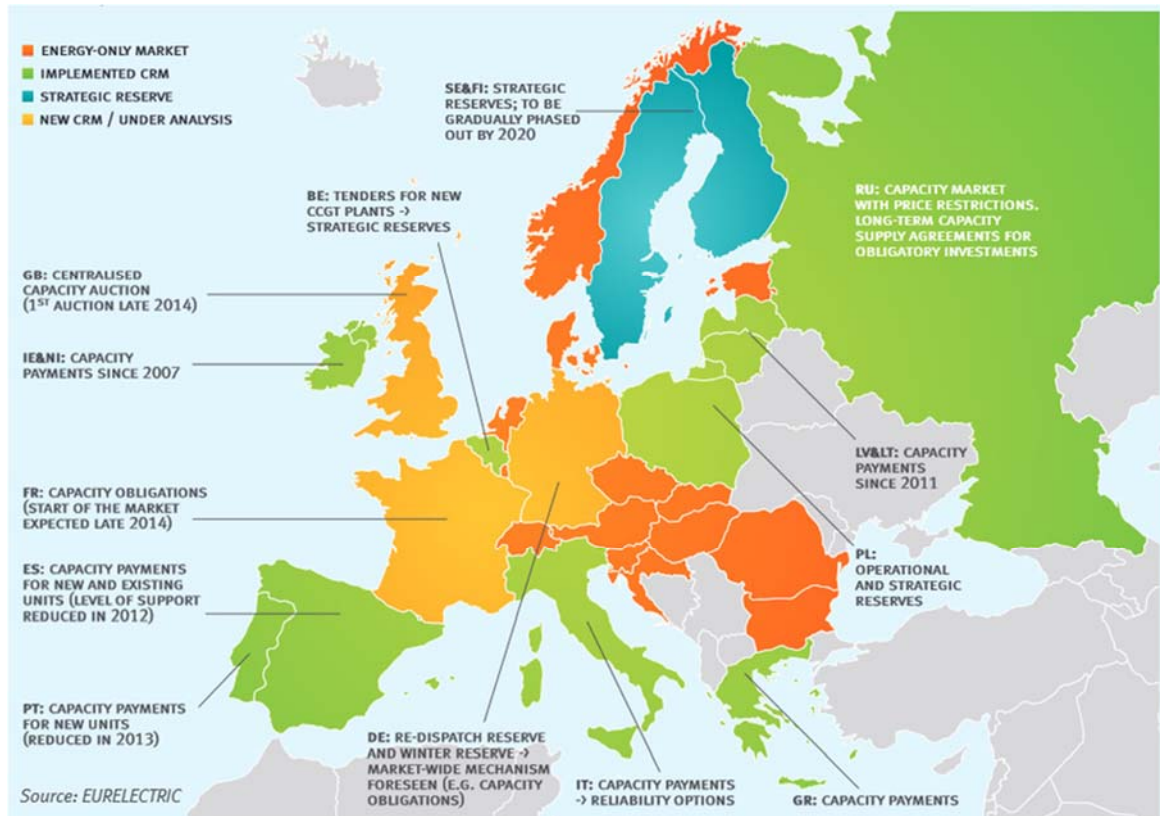 ENERGY-ONLY MARKET
IMPLEMENTED CRM
STRATEGIC RESERVE
NEW CRM / UNDER ANALYSIS
SE&FI: STRATEGIC
RESERVES; TO BE
GRADUALLY PHASED
OUT BY 2020
BE: TENDERS FOR NEW
CCGT PLANTS ->
STRATEGIC RESERVES
RU: CAPACITY MARKET
WITH PRICE RESTRICTIONS.
LONG-TERM CAPACITY
SUPPLY AGREEMENTS FOR
OBLIGATORY INVESTMENTS
GB: CENTRALISED
CAPACITY AUCTION
(1ST AUCTION LATE 2014)
IE&NI: CAPACITY
PAYMENTS SINCE 2007
LV&LT: CAPACITY
PAYMENTS
SINCE 2011
FR: CAPACITY OBLIGATIONS
(START OF THE MARKET
EXPECTED LATE 2014)
PL:
OPERATIONAL
AND STRATEGIC
RESERVES
ES: CAPACITY PAYMENTS
FOR NEW AND EXISTING
UNITS (LEVEL OF SUPPORT
REDUCED IN 2012)
PT: CAPACITY PAYMENTS
FOR NEW UNITS
(REDUCED IN 2013)
DE: RE-DISPATCH RESERVE
AND WINTER RESERVE ->
MARKET-WIDE MECHANISM
FORESEEN (E.G. CAPACITY
OBLIGATIONS)
IT: CAPACITY PAYMENTS
-> RELIABILITY OPTIONS
GR: CAPACITY PAYMENTS
Source: EURELECTRIC